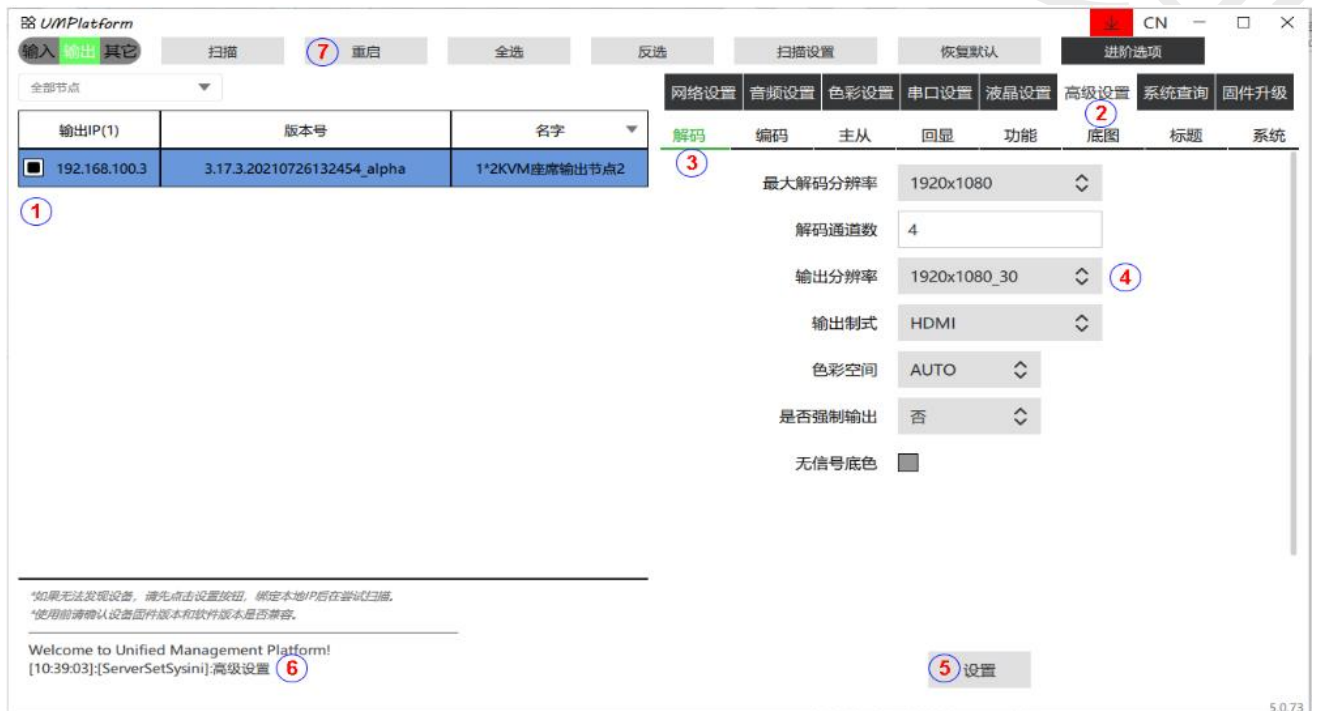 UMPlatform CN
输入 输出 其它 扫描 ⑦ 重启 全选 反选 扫描设置 恢复默认 进阶选项
全部节点
网络设置 音频设置 色彩设置 串口设置 液晶设置 高级设置 系统查询 固件升级
②
输出IP(1) 版本号 名字
解码 编码 主从 回显 功能 底图 标题 系统
③
192.168.100.3 3.17.3.20210726132454_alpha 1*2KVM座席输出节点2
①
最大解码分辨率 1920x1080
解码通道数 4
输出分辨率 1920x1080_30 ④
输出制式 HDMI
色彩空间 AUTO
是否强制输出 否
无信号底色
*如果无法发现设备，请先点击设置按钮，绑定本地IP后在尝试扫描。
*使用前请确认设备固件版本和软件版本是否兼容。
Welcome to Unified Management Platform!
[10:39:03]:[ServerSetSysini]:高级设置 ⑥
⑤ 设置
5.0.73